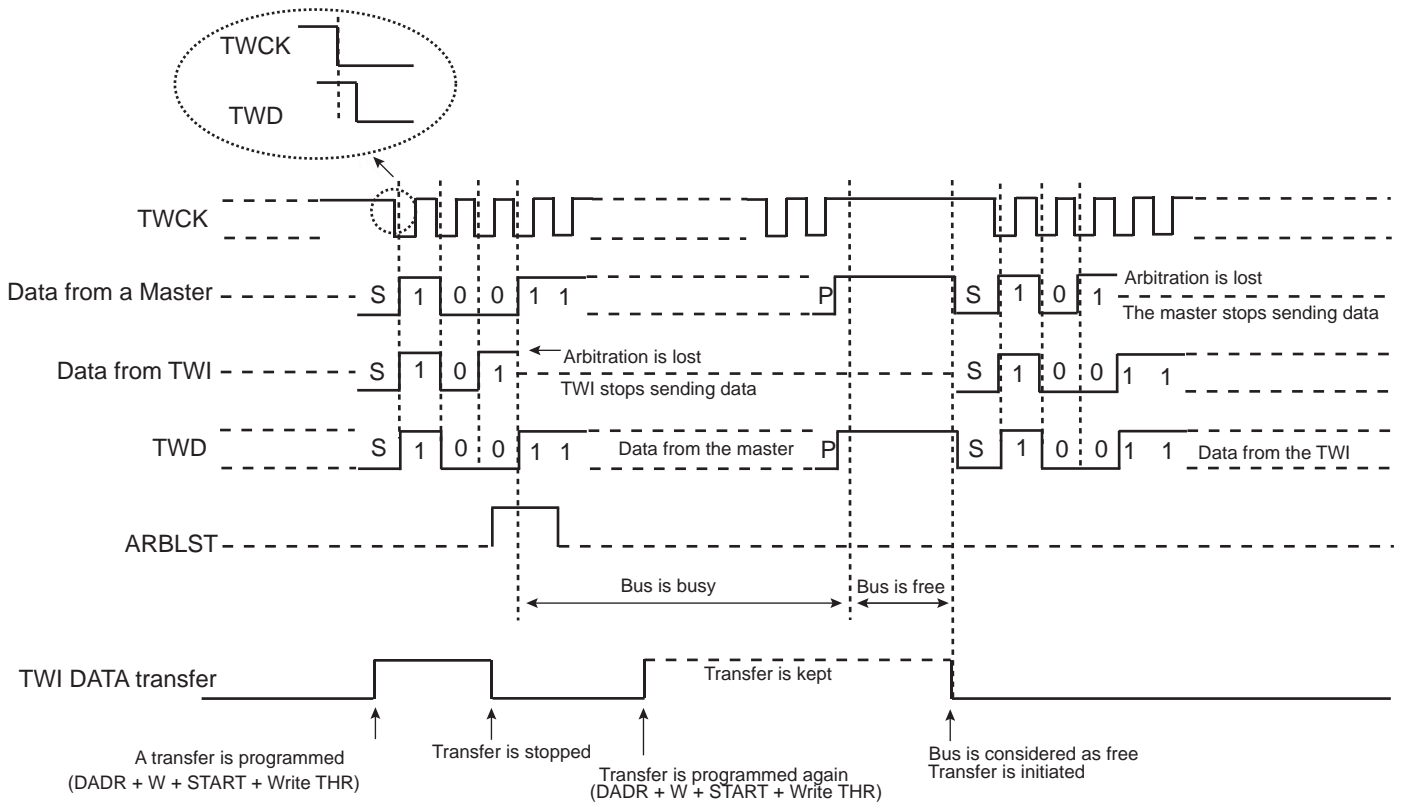 TWCK
TWD
TWCK
Data from a Master S 1 0 0 1 1 P S 1 0 1 Arbitration is lost
The master stops sending data
Data from TWI S 1 0 1 Arbitration is lost S 1 0 0 1 1
TWI stops sending data
TWD S 1 0 0 1 1 Data from the master P S 1 0 0 1 1 Data from the TWI
ARBLST
Bus is busy Bus is free
TWI DATA transfer Transfer is kept
A transfer is programmed
(DADR + W + START + Write THR)
Transfer is stopped
Transfer is programmed again
(DADR + W + START + Write THR)
Bus is considered as free
Transfer is initiated